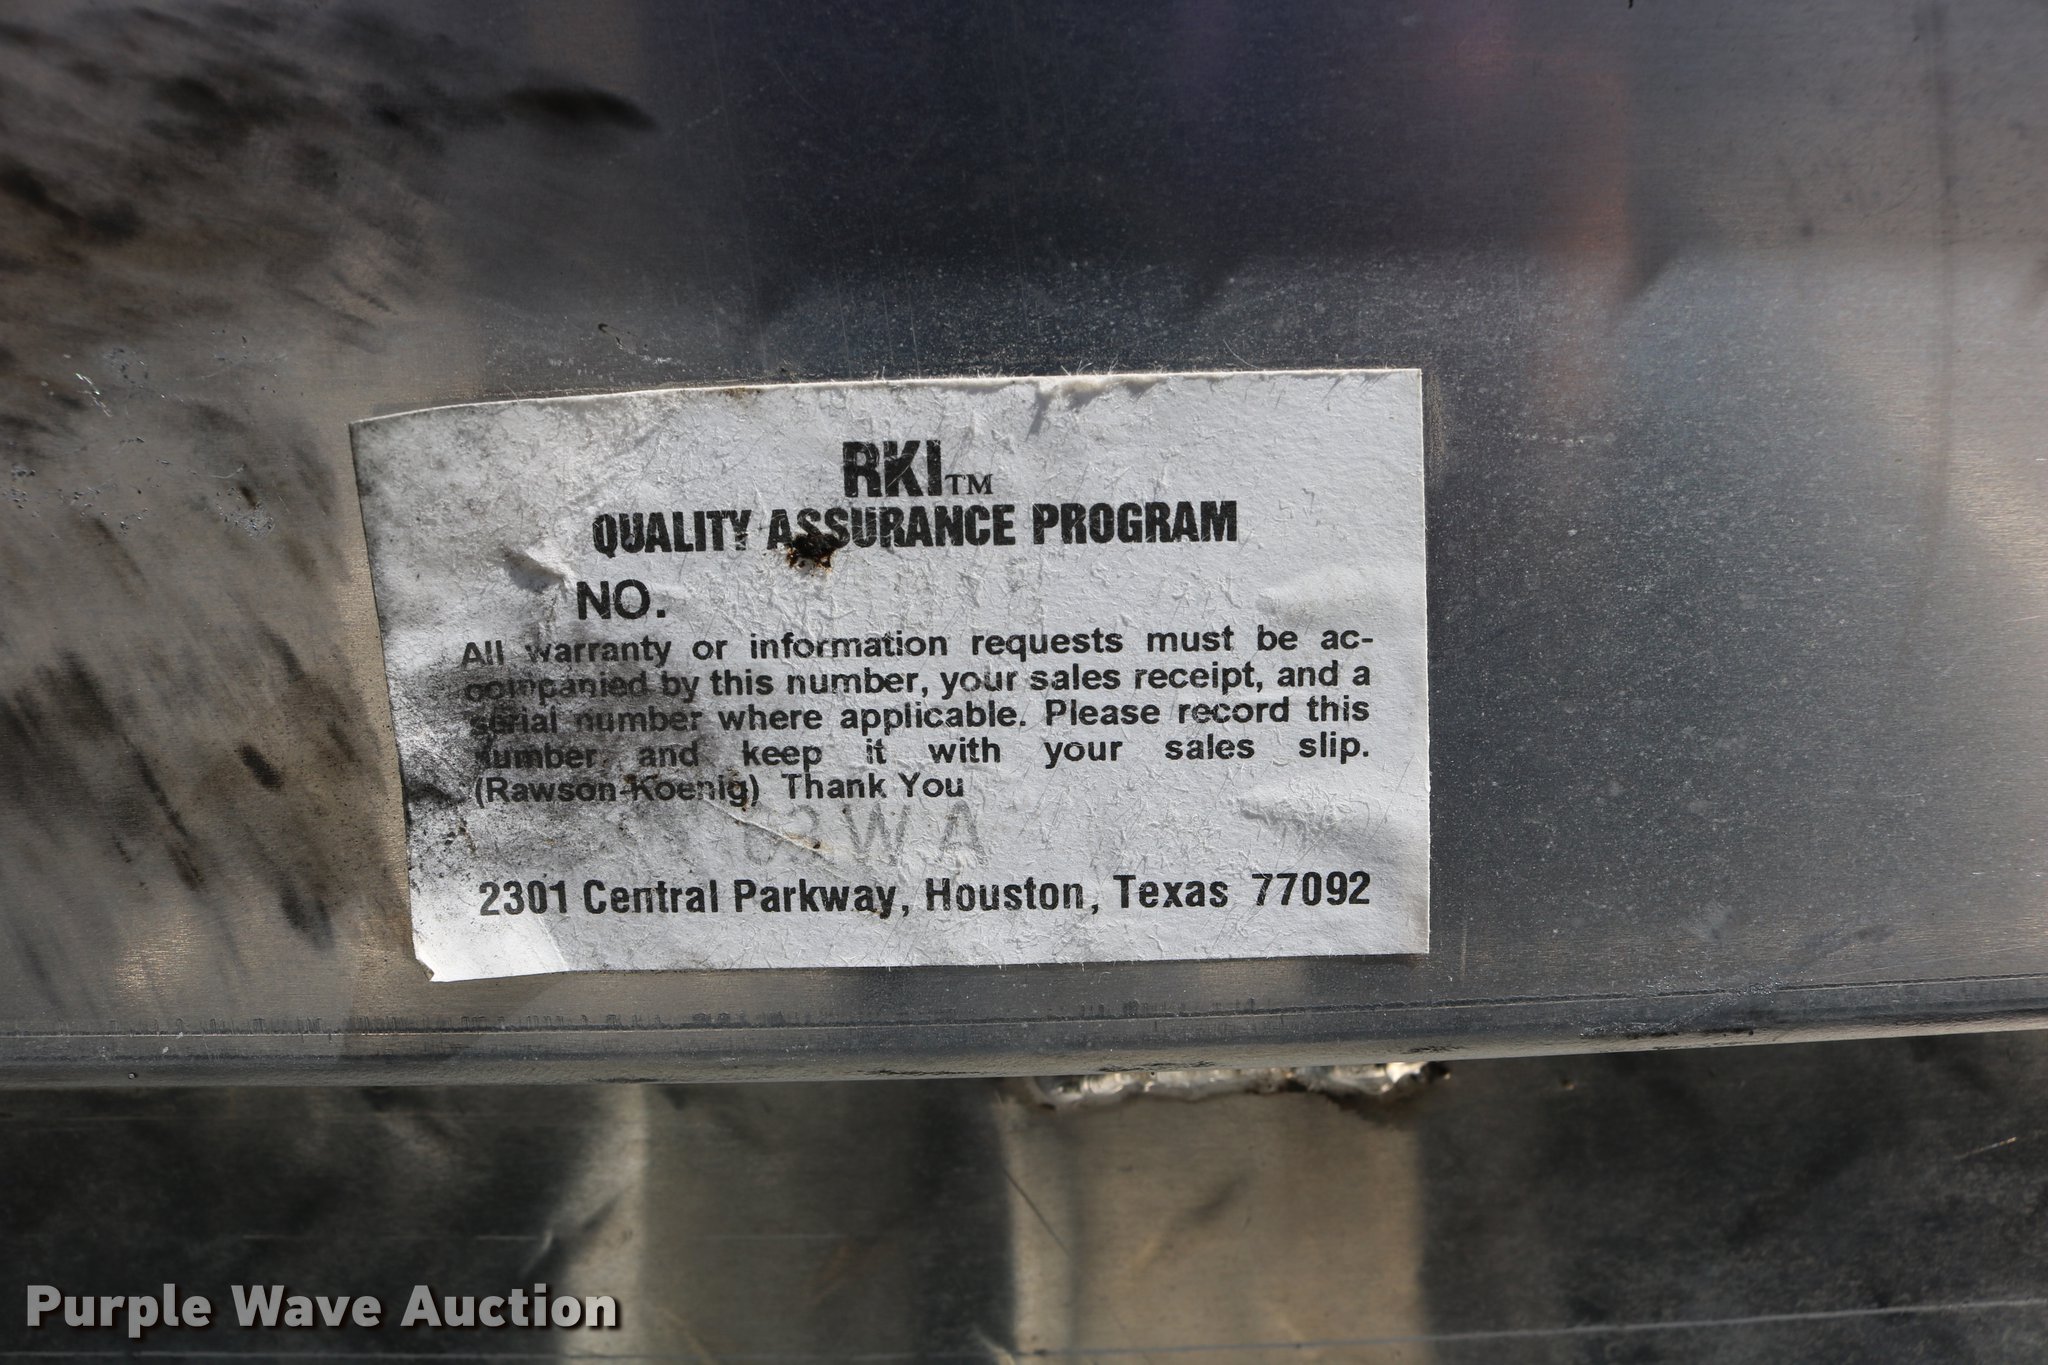 RKI™
QUALITY ASSURANCE PROGRAM
NO.
All warranty or information requests must be ac-
companied by this number, your sales receipt, and a
serial number where applicable. Please record this
number and keep it with your sales slip.
(Rawson-Koenig) Thank You
2301 Central Parkway, Houston, Texas 77092
Purple Wave Auction